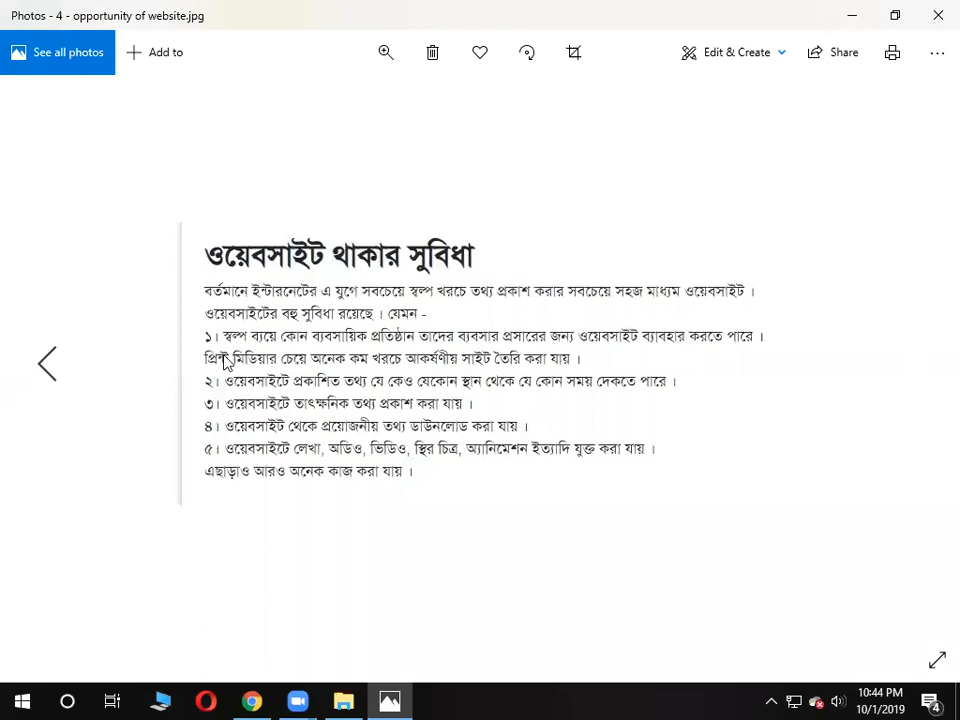 Photos - 4 - opportunity of website.jpg
See all photos
Add to
Edit & Create
Share
ওয়েবসাইট থাকার সুবিধা
বর্তমানে ইন্টারনেটের এ যুগে সবচেয়ে স্বল্প খরচে তথ্য প্রকাশ করার সবচেয়ে সহজ মাধ্যম ওয়েবসাইট ।
ওয়েবসাইটের বহু সুবিধা রয়েছে । যেমন -
১। স্বল্প ব্যয়ে কোন ব্যবসায়িক প্রতিষ্ঠান তাদের ব্যবসার প্রসারের জন্য ওয়েবসাইট ব্যাবহার করতে পারে ।
প্রিন্ট মিডিয়ার চেয়ে অনেক কম খরচে আকর্ষণীয় সাইট তৈরি করা যায় ।
২। ওয়েবসাইটে প্রকাশিত তথ্য যে কেও যেকোন স্থান থেকে যে কোন সময় দেকতে পারে ।
৩। ওয়েবসাইটে তাৎক্ষনিক তথ্য প্রকাশ করা যায় ।
৪। ওয়েবসাইট থেকে প্রয়োজনীয় তথ্য ডাউনলোড করা যায় ।
৫। ওয়েবসাইটে লেখা, অডিও, ভিডিও, স্থির চিত্র, অ্যানিমেশন ইত্যাদি যুক্ত করা যায় ।
এছাড়াও আরও অনেক কাজ করা যায় ।
10:44 PM
10/1/2019
4